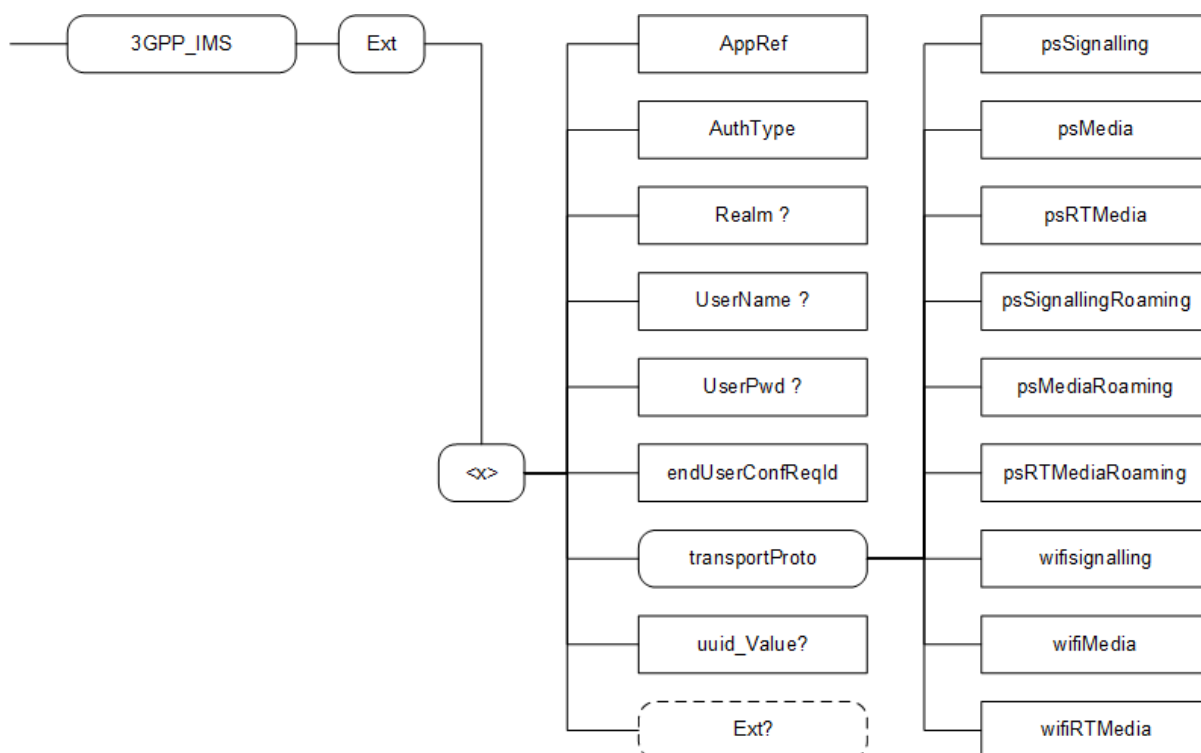 3GPP_IMS
Ext
<x>
AppRef
AuthType
Realm ?
UserName ?
UserPwd ?
endUserConfReqId
transportProto
uuid_Value?
Ext?
psSignalling
psMedia
psRTMedia
psSignallingRoaming
psMediaRoaming
psRTMediaRoaming
wifisignalling
wifiMedia
wifiRTMedia